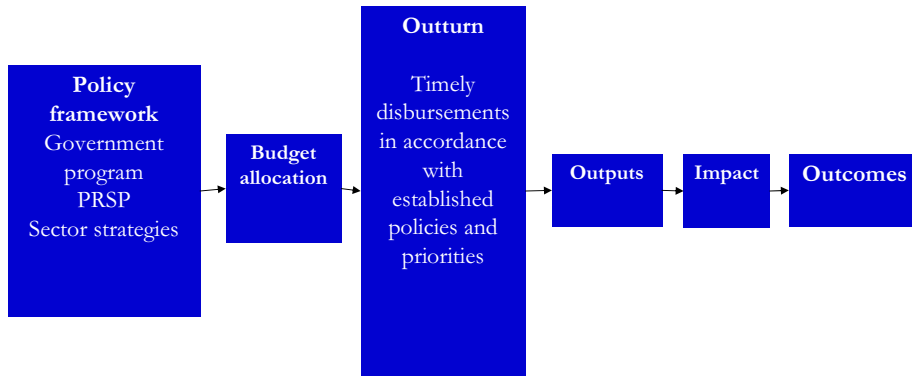 Policy
framework
Government
program
PRSP
Sector strategies
Budget
allocation
Outturn
Timely
disbursements
in accordance
with
established
policies and
priorities
Outputs
Impact
Outcomes